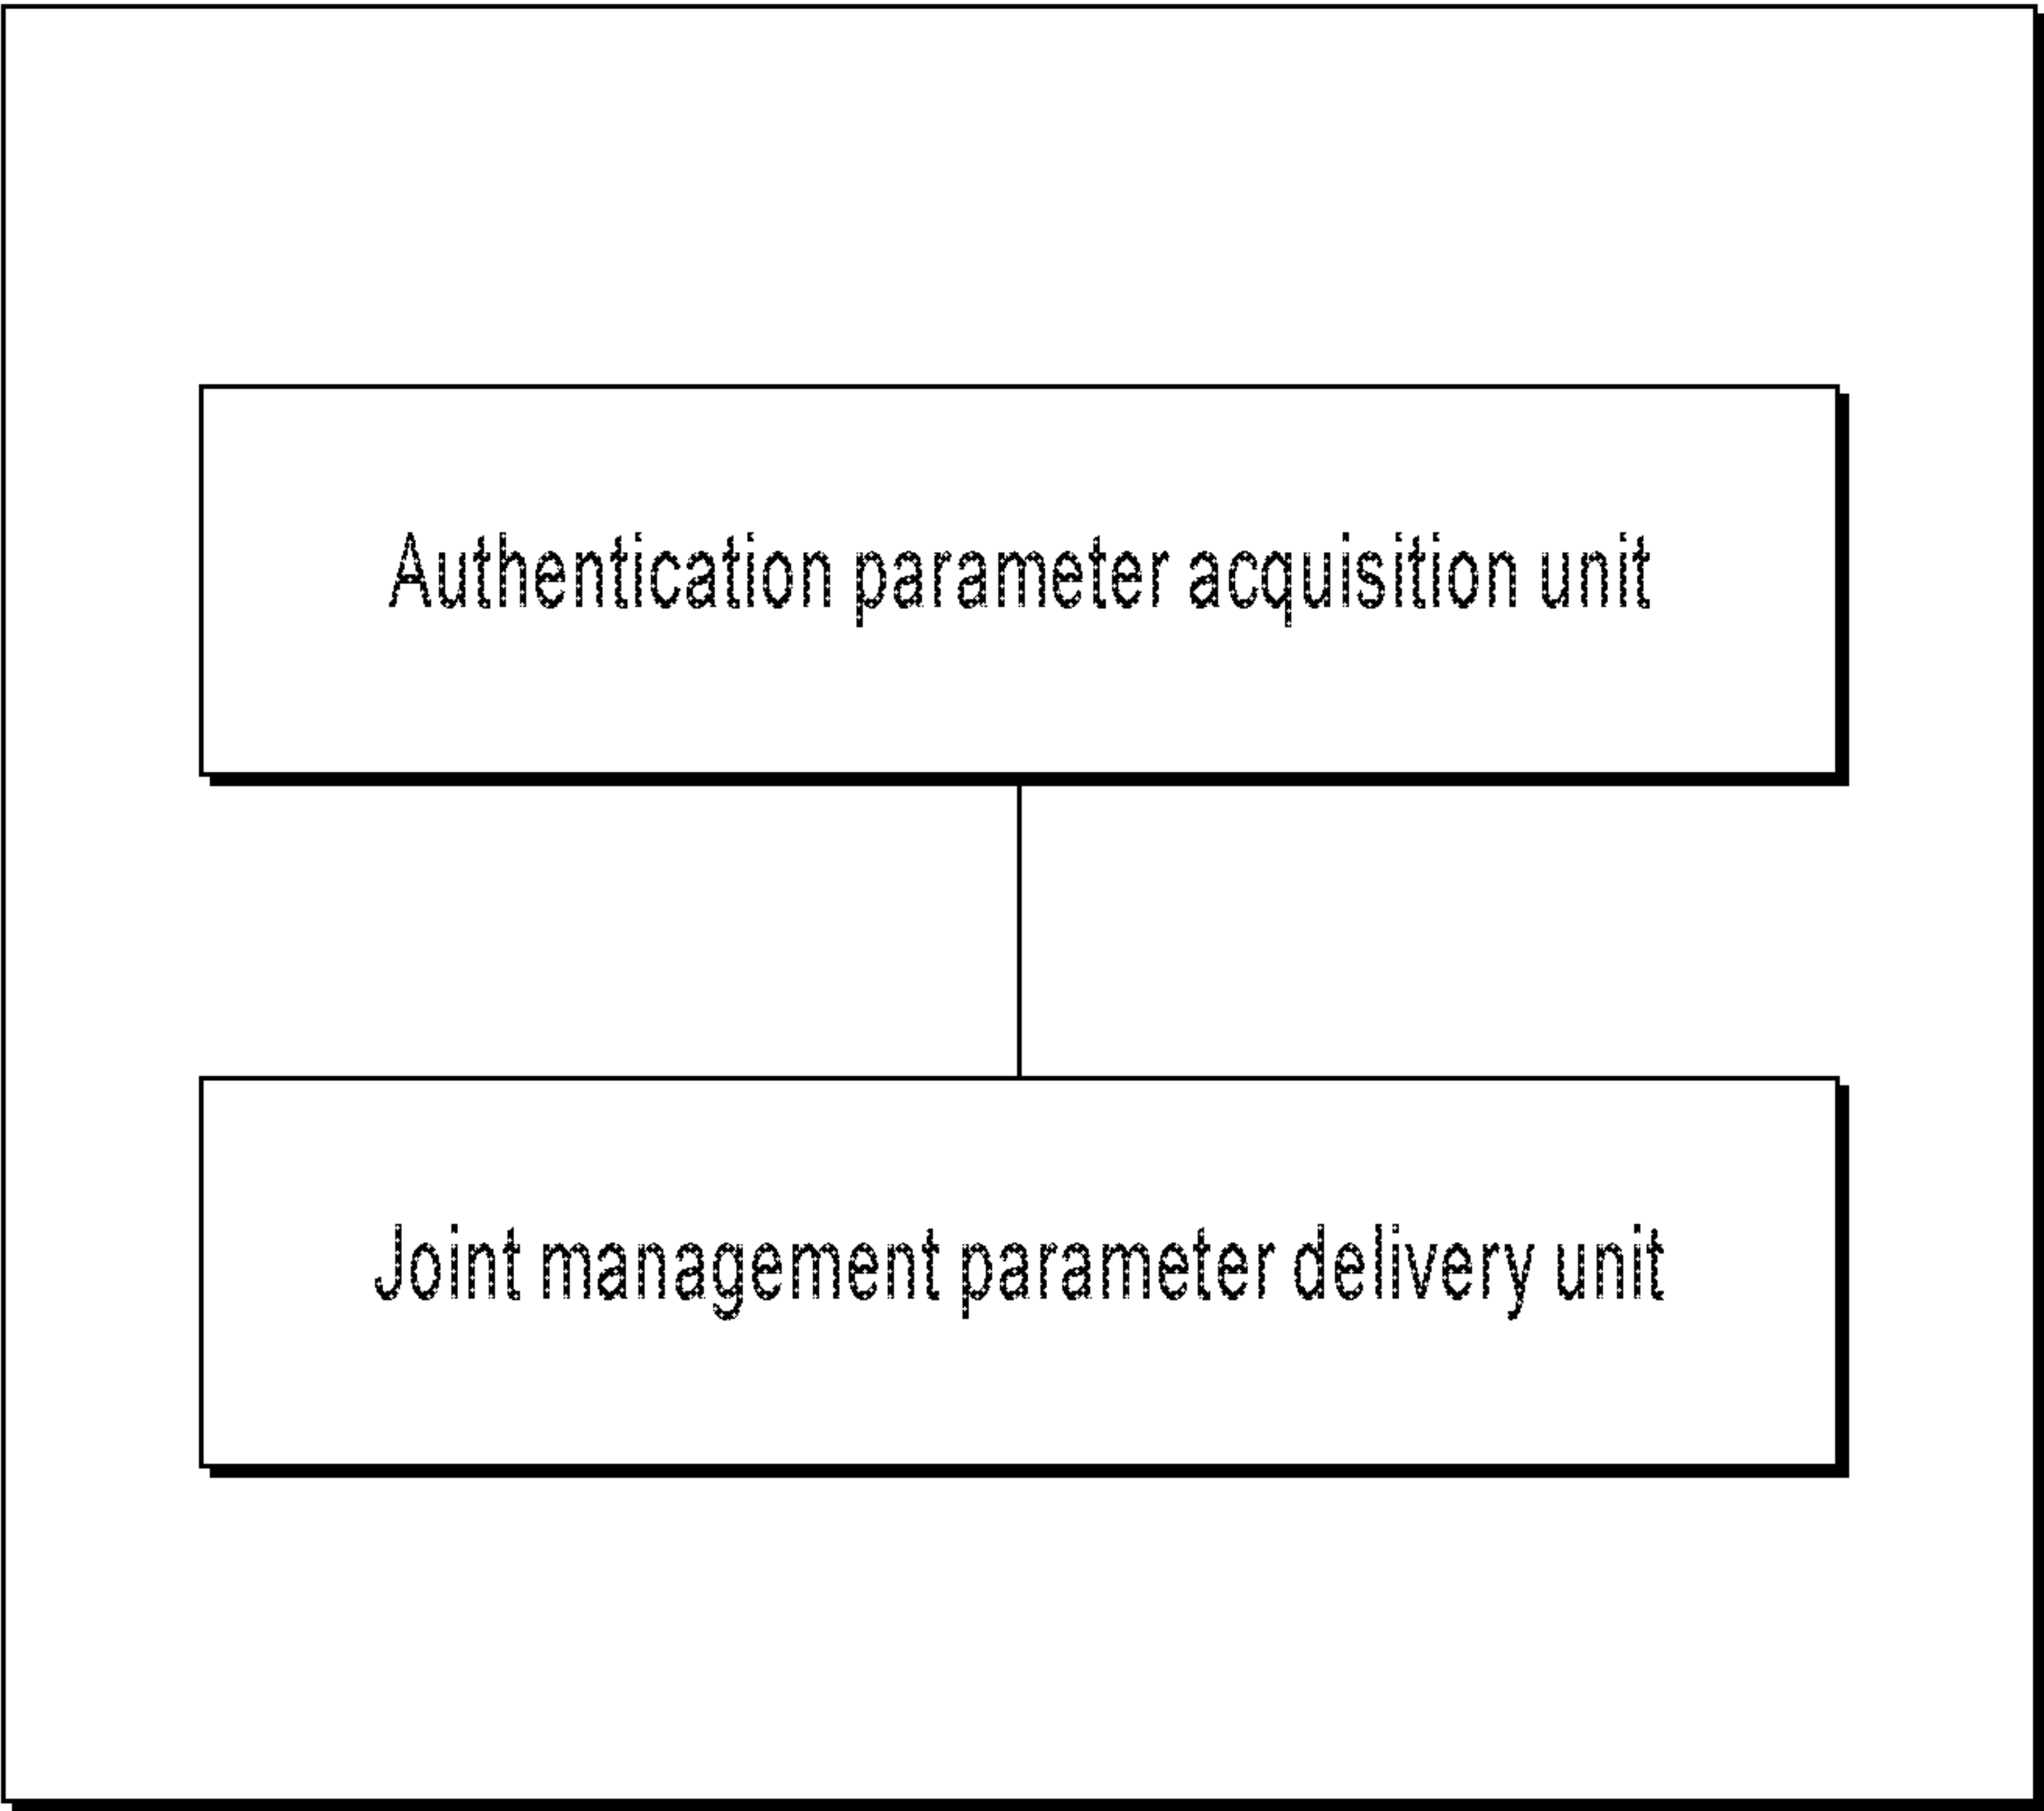 Authentication parameter acquisition unit
Joint management parameter delivery unit